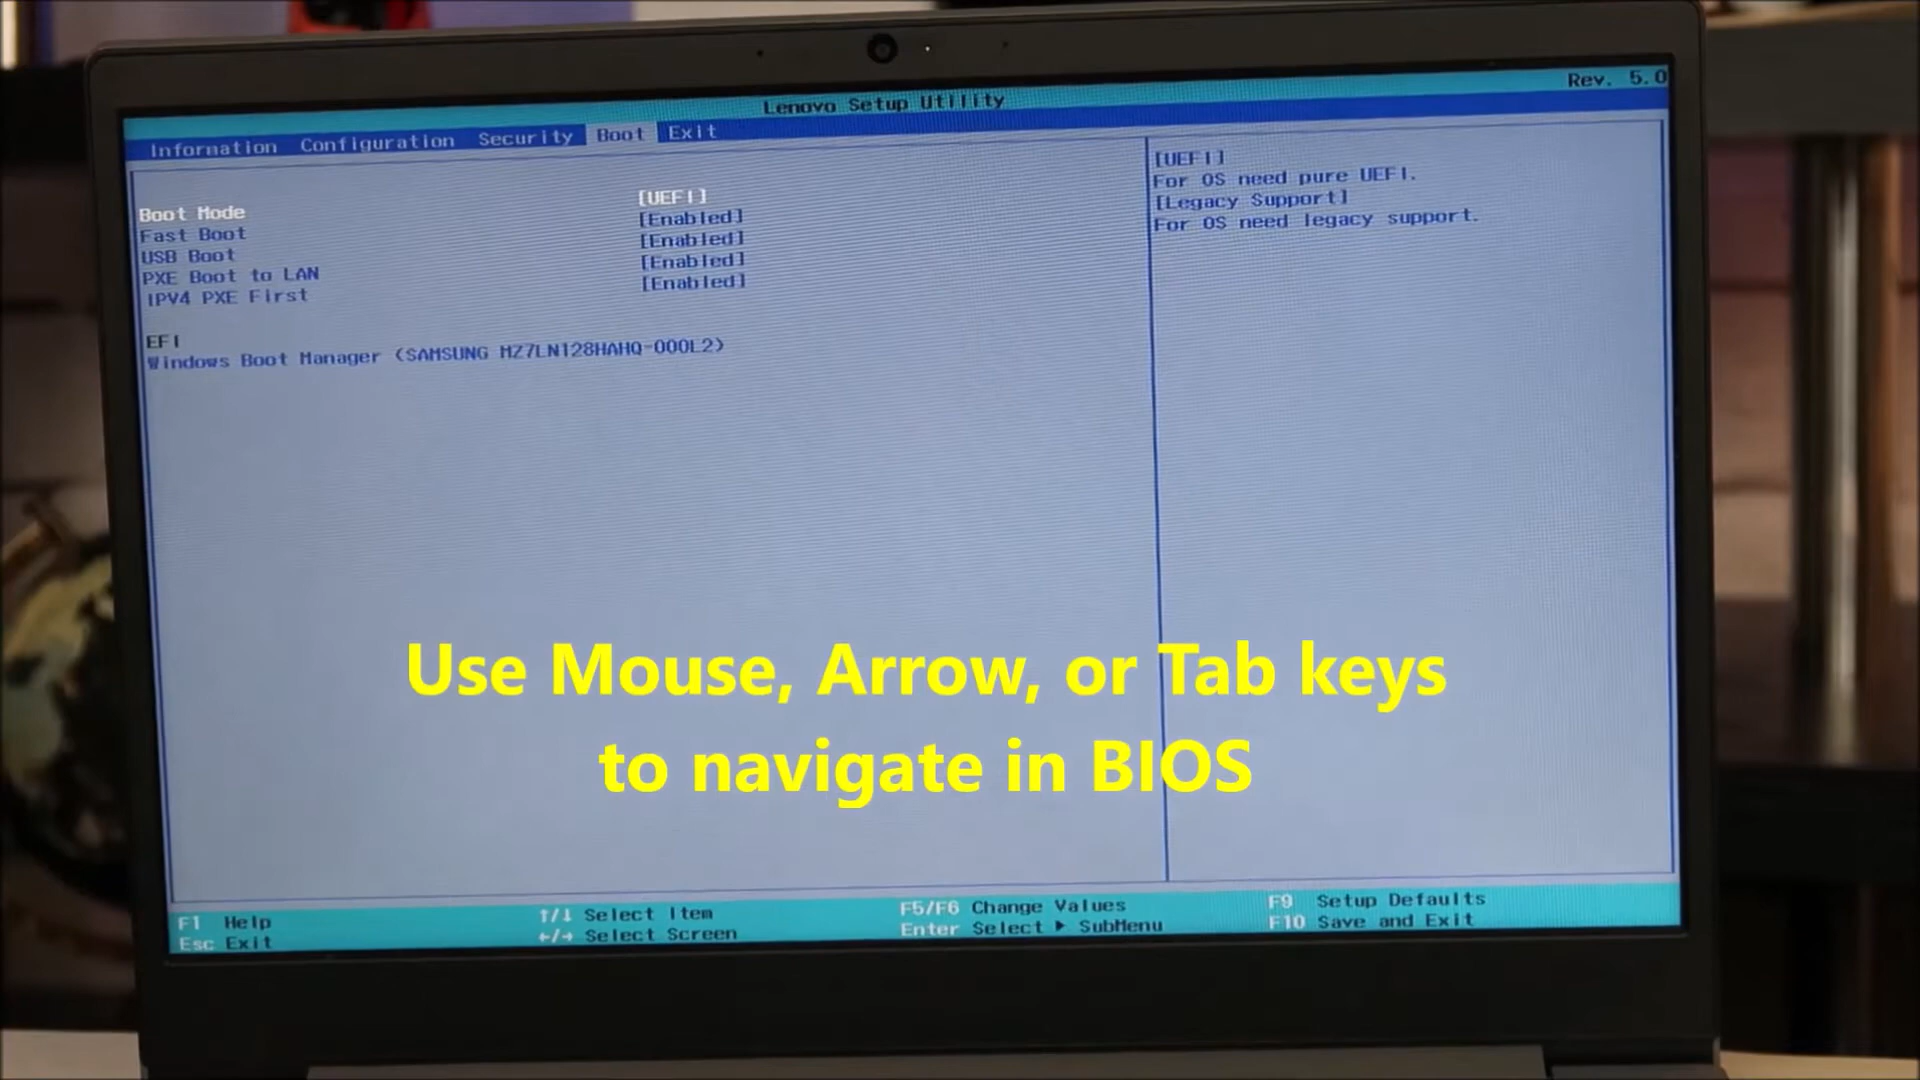 Lenovo Setup Utility
Rev. 5.0
Information Configuration Security Boot Exit
Boot Mode [UEFI]
Fast Boot [Enabled]
USB Boot [Enabled]
PXE Boot to LAN [Enabled]
IPV4 PXE First [Enabled]
EFI
Windows Boot Manager (SAMSUNG MZ7LN128HAHQ-000L2)
[UEFI]
For OS need pure UEFI.
[Legacy Support]
For OS need legacy support.
Use Mouse, Arrow, or Tab keys
to navigate in BIOS
F1 Help ↑/↓ Select Item F5/F6 Change Values F9 Setup Defaults
Esc Exit ←/→ Select Screen Enter Select ▶ SubMenu F10 Save and Exit